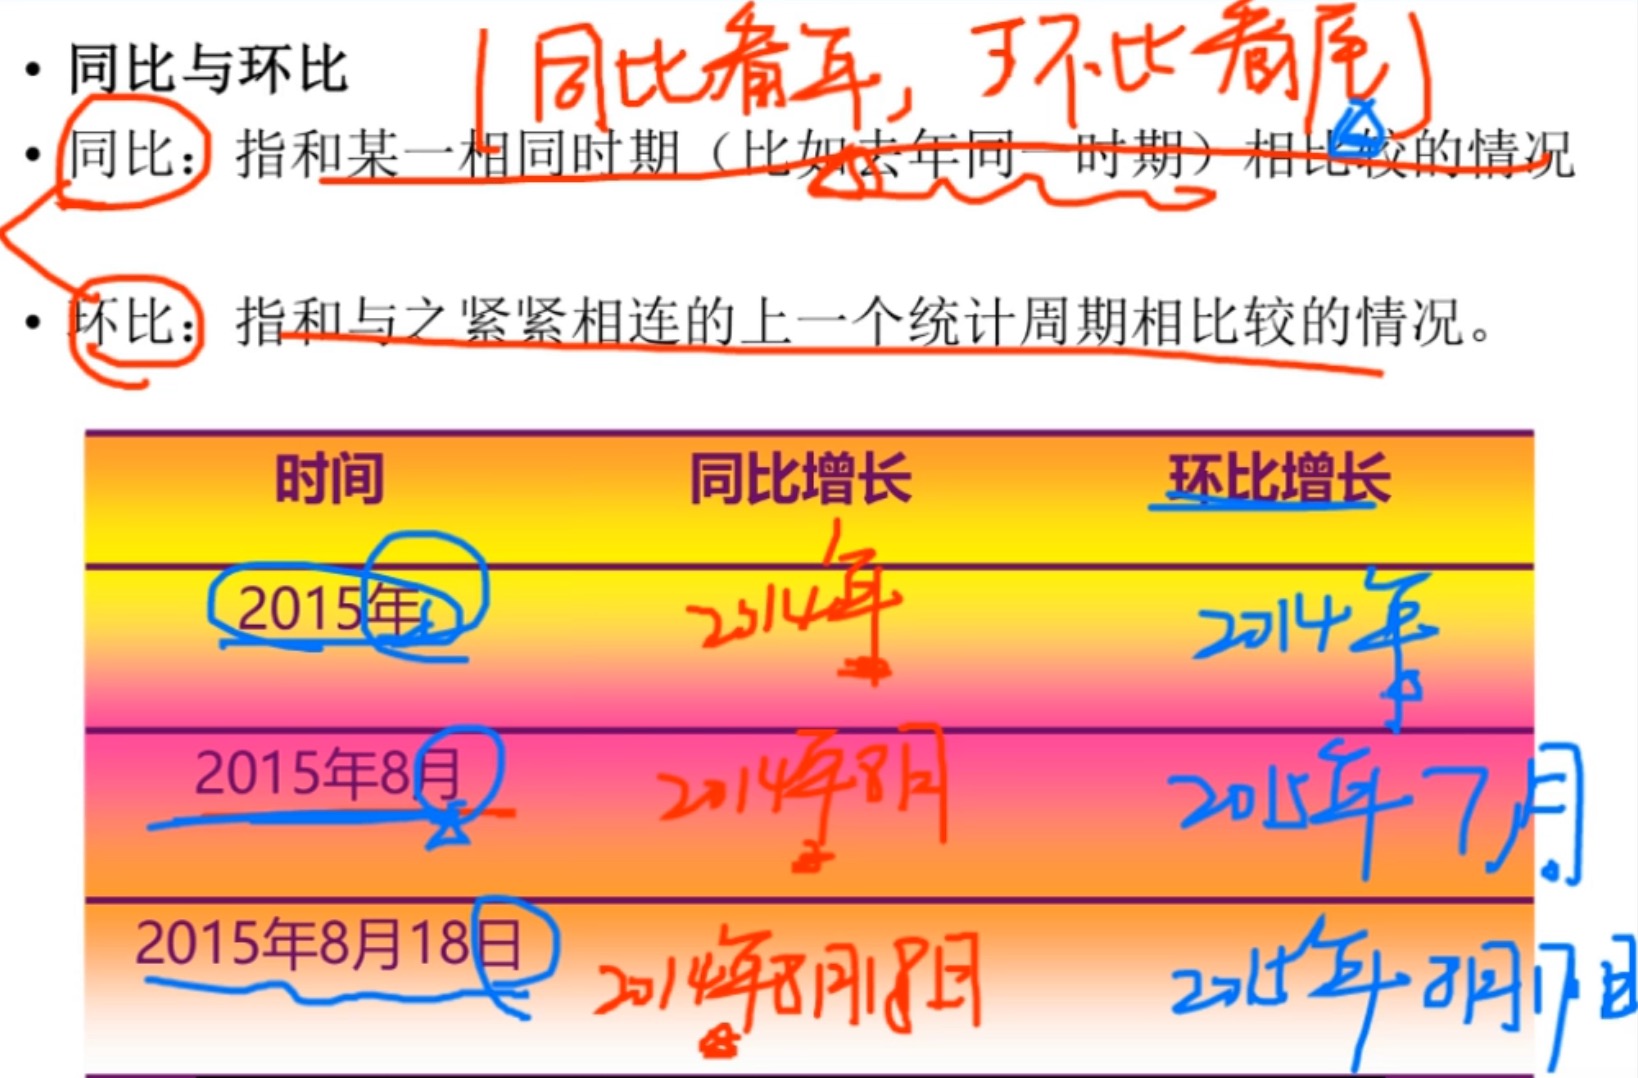 • 同比与环比 [同比看年，环比看尾]
• 同比：指和某一相同时期（比如去年同一时期）相比较的情况
• 环比：指和与之紧紧相连的上一个统计周期相比较的情况。
时间 同比增长 环比增长
2015年 2014年 2014年
2015年8月 2014年8月 2015年7月
2015年8月18日 2014年8月18日 2015年8月17日